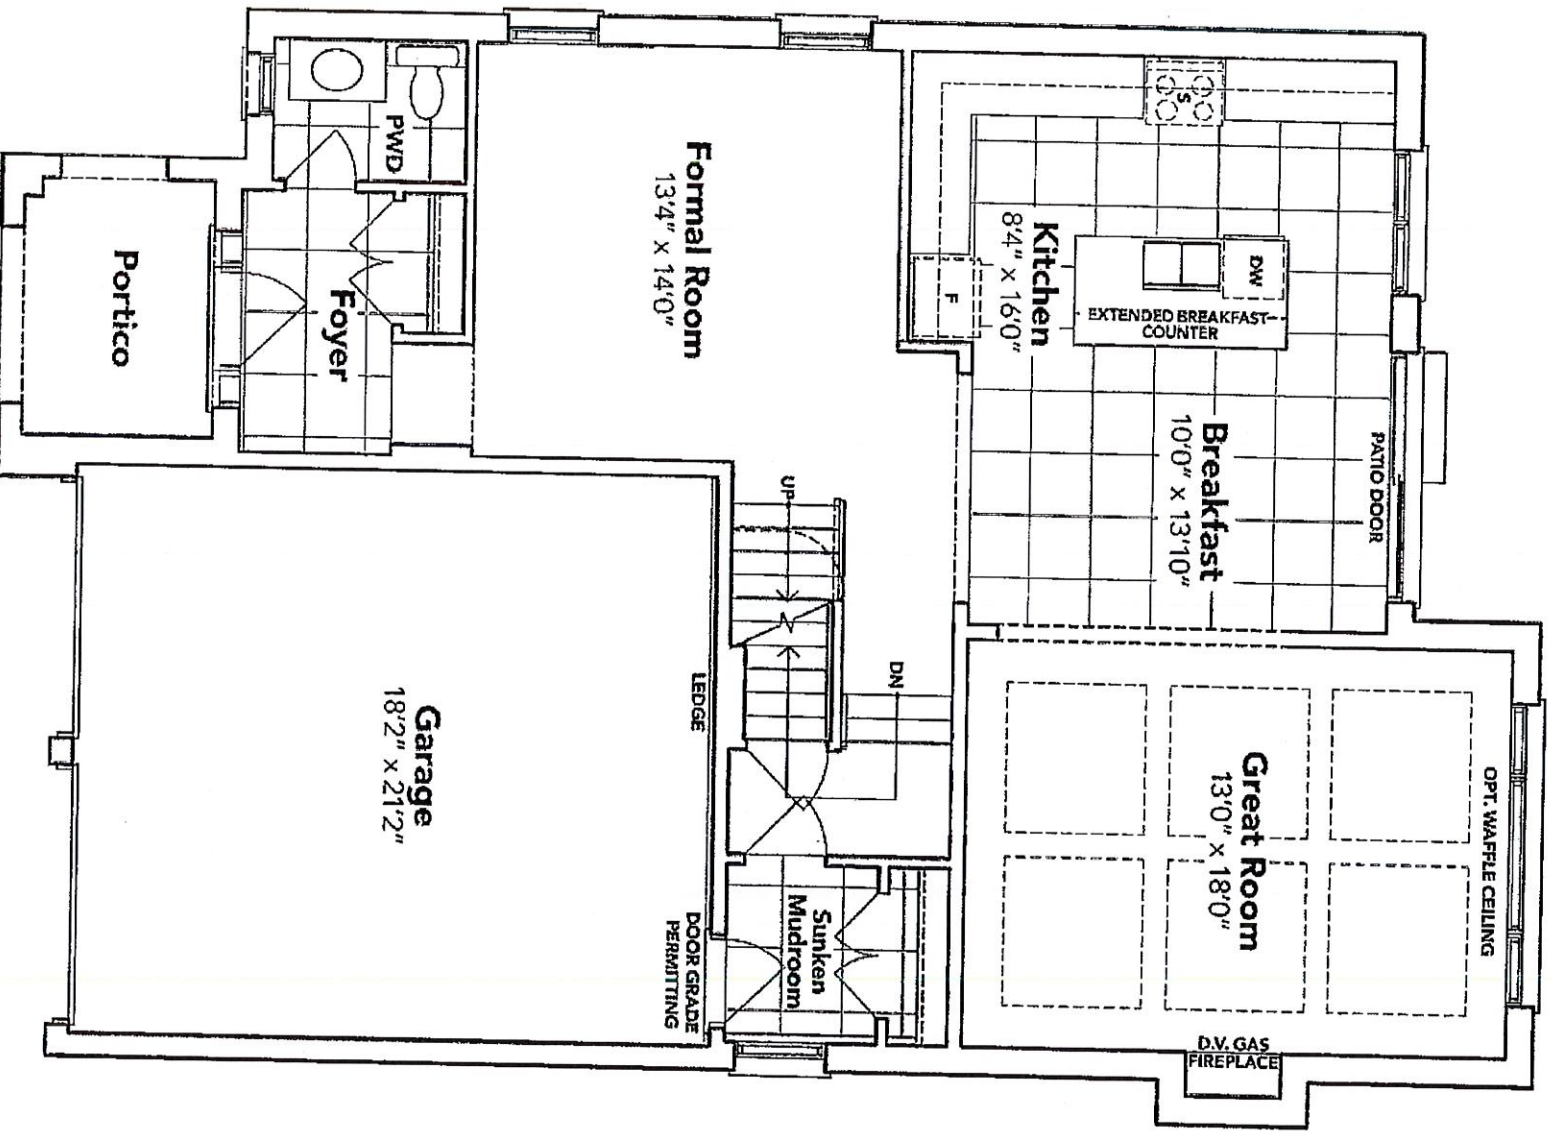 OPT. WAFFLE CEILING
PATIO DOOR
Great Room
13'0" x 18'0"
D.V. GAS
FIREPLACE
Breakfast
10'0" x 13'10"
DW
EXTENDED BREAKFAST
COUNTER
S
Kitchen
8'4" x 16'0"
F
DN
UP
Sunken
Mudroom
Formal Room
13'4" x 14'0"
LEDGE
DOOR GRADE
PERMITTING
Garage
18'2" x 21'2"
PWD
Foyer
Portico